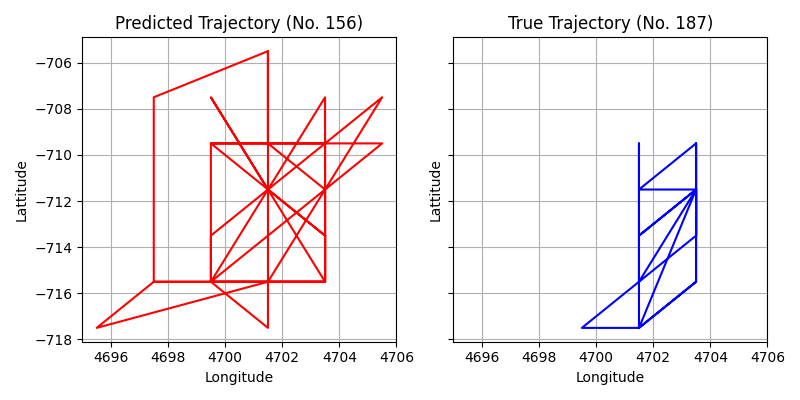 Predicted Trajectory (No. 156)
−706
−708
−710
−712
−714
−716
−718
Lattitude
4696 4698 4700 4702 4704 4706
Longitude
True Trajectory (No. 187)
Lattitude
4696 4698 4700 4702 4704 4706
Longitude